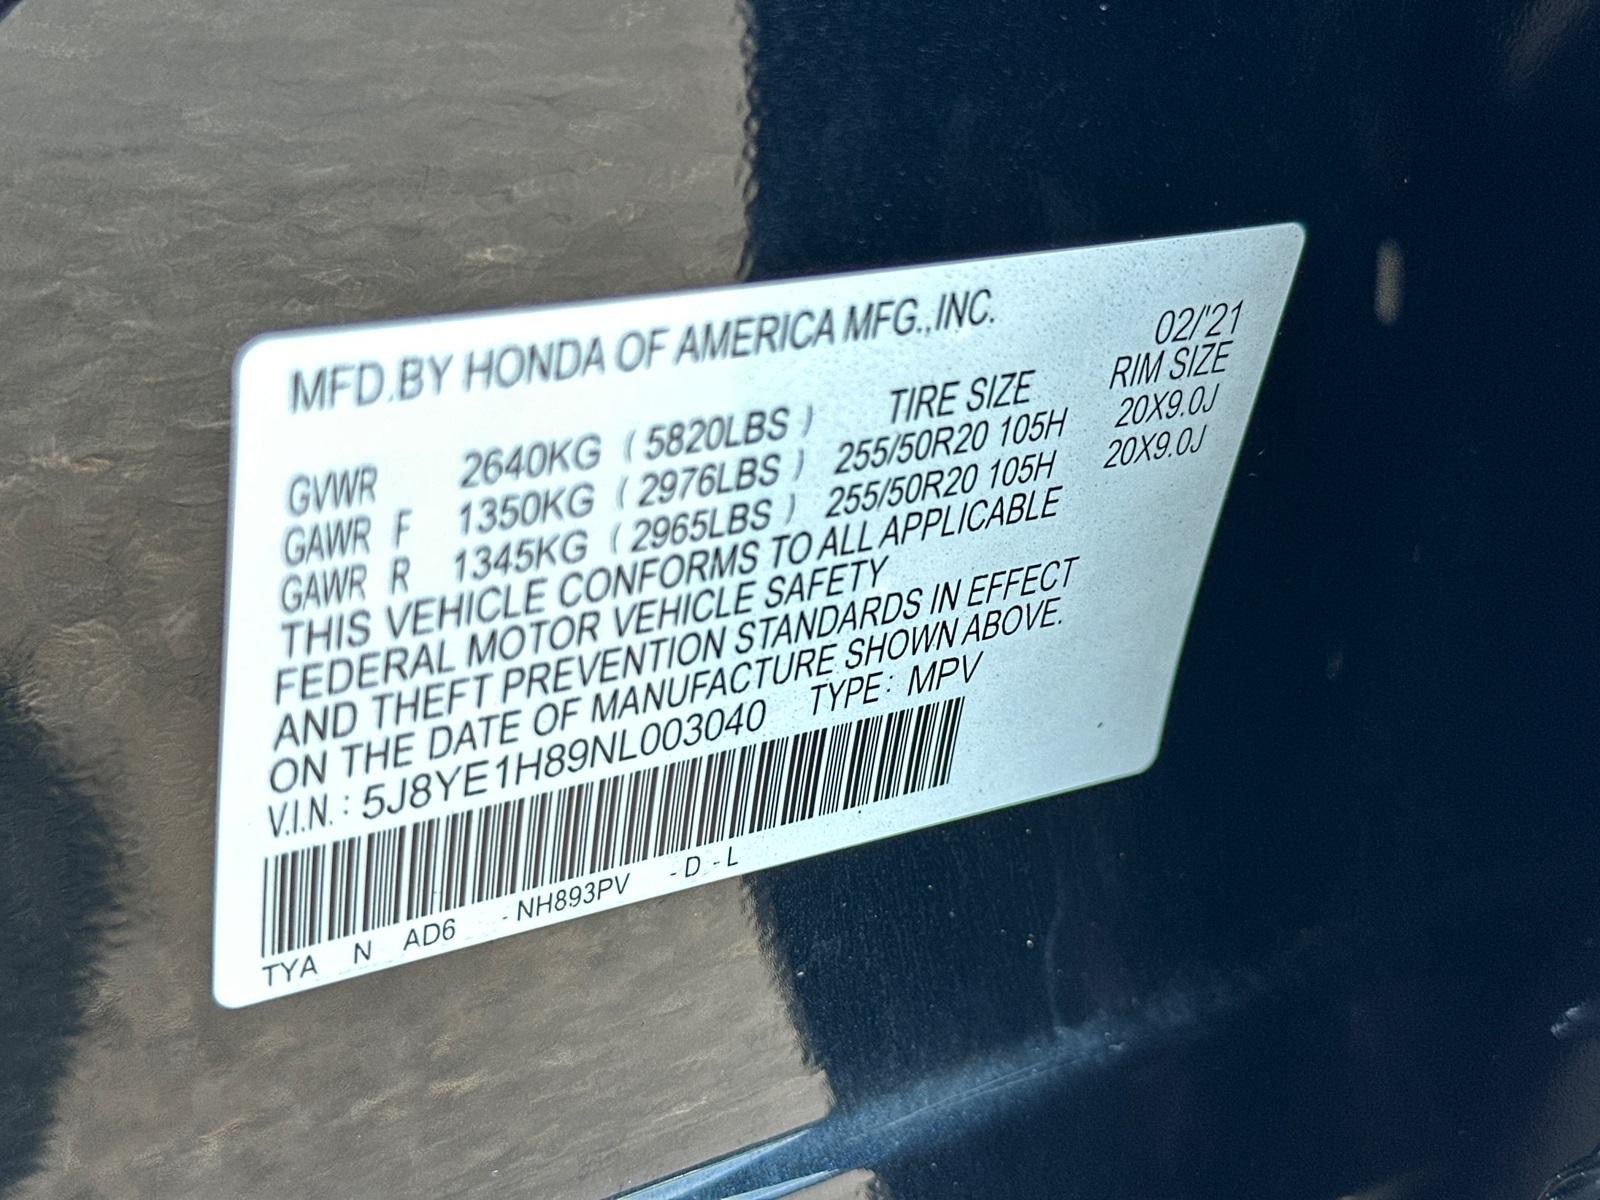 MFD.BY HONDA OF AMERICA MFG.,INC. 02/'21
TIRE SIZE RIM SIZE
GVWR 2640KG (5820LBS)
GAWR F 1350KG (2976LBS) 255/50R20 105H 20X9.0J
GAWR R 1345KG (2965LBS) 255/50R20 105H 20X9.0J
THIS VEHICLE CONFORMS TO ALL APPLICABLE
FEDERAL MOTOR VEHICLE SAFETY
AND THEFT PREVENTION STANDARDS IN EFFECT
ON THE DATE OF MANUFACTURE SHOWN ABOVE.
V.I.N.: 5J8YE1H89NL003040 TYPE: MPV
TYA N AD6 -NH893PV -D -L